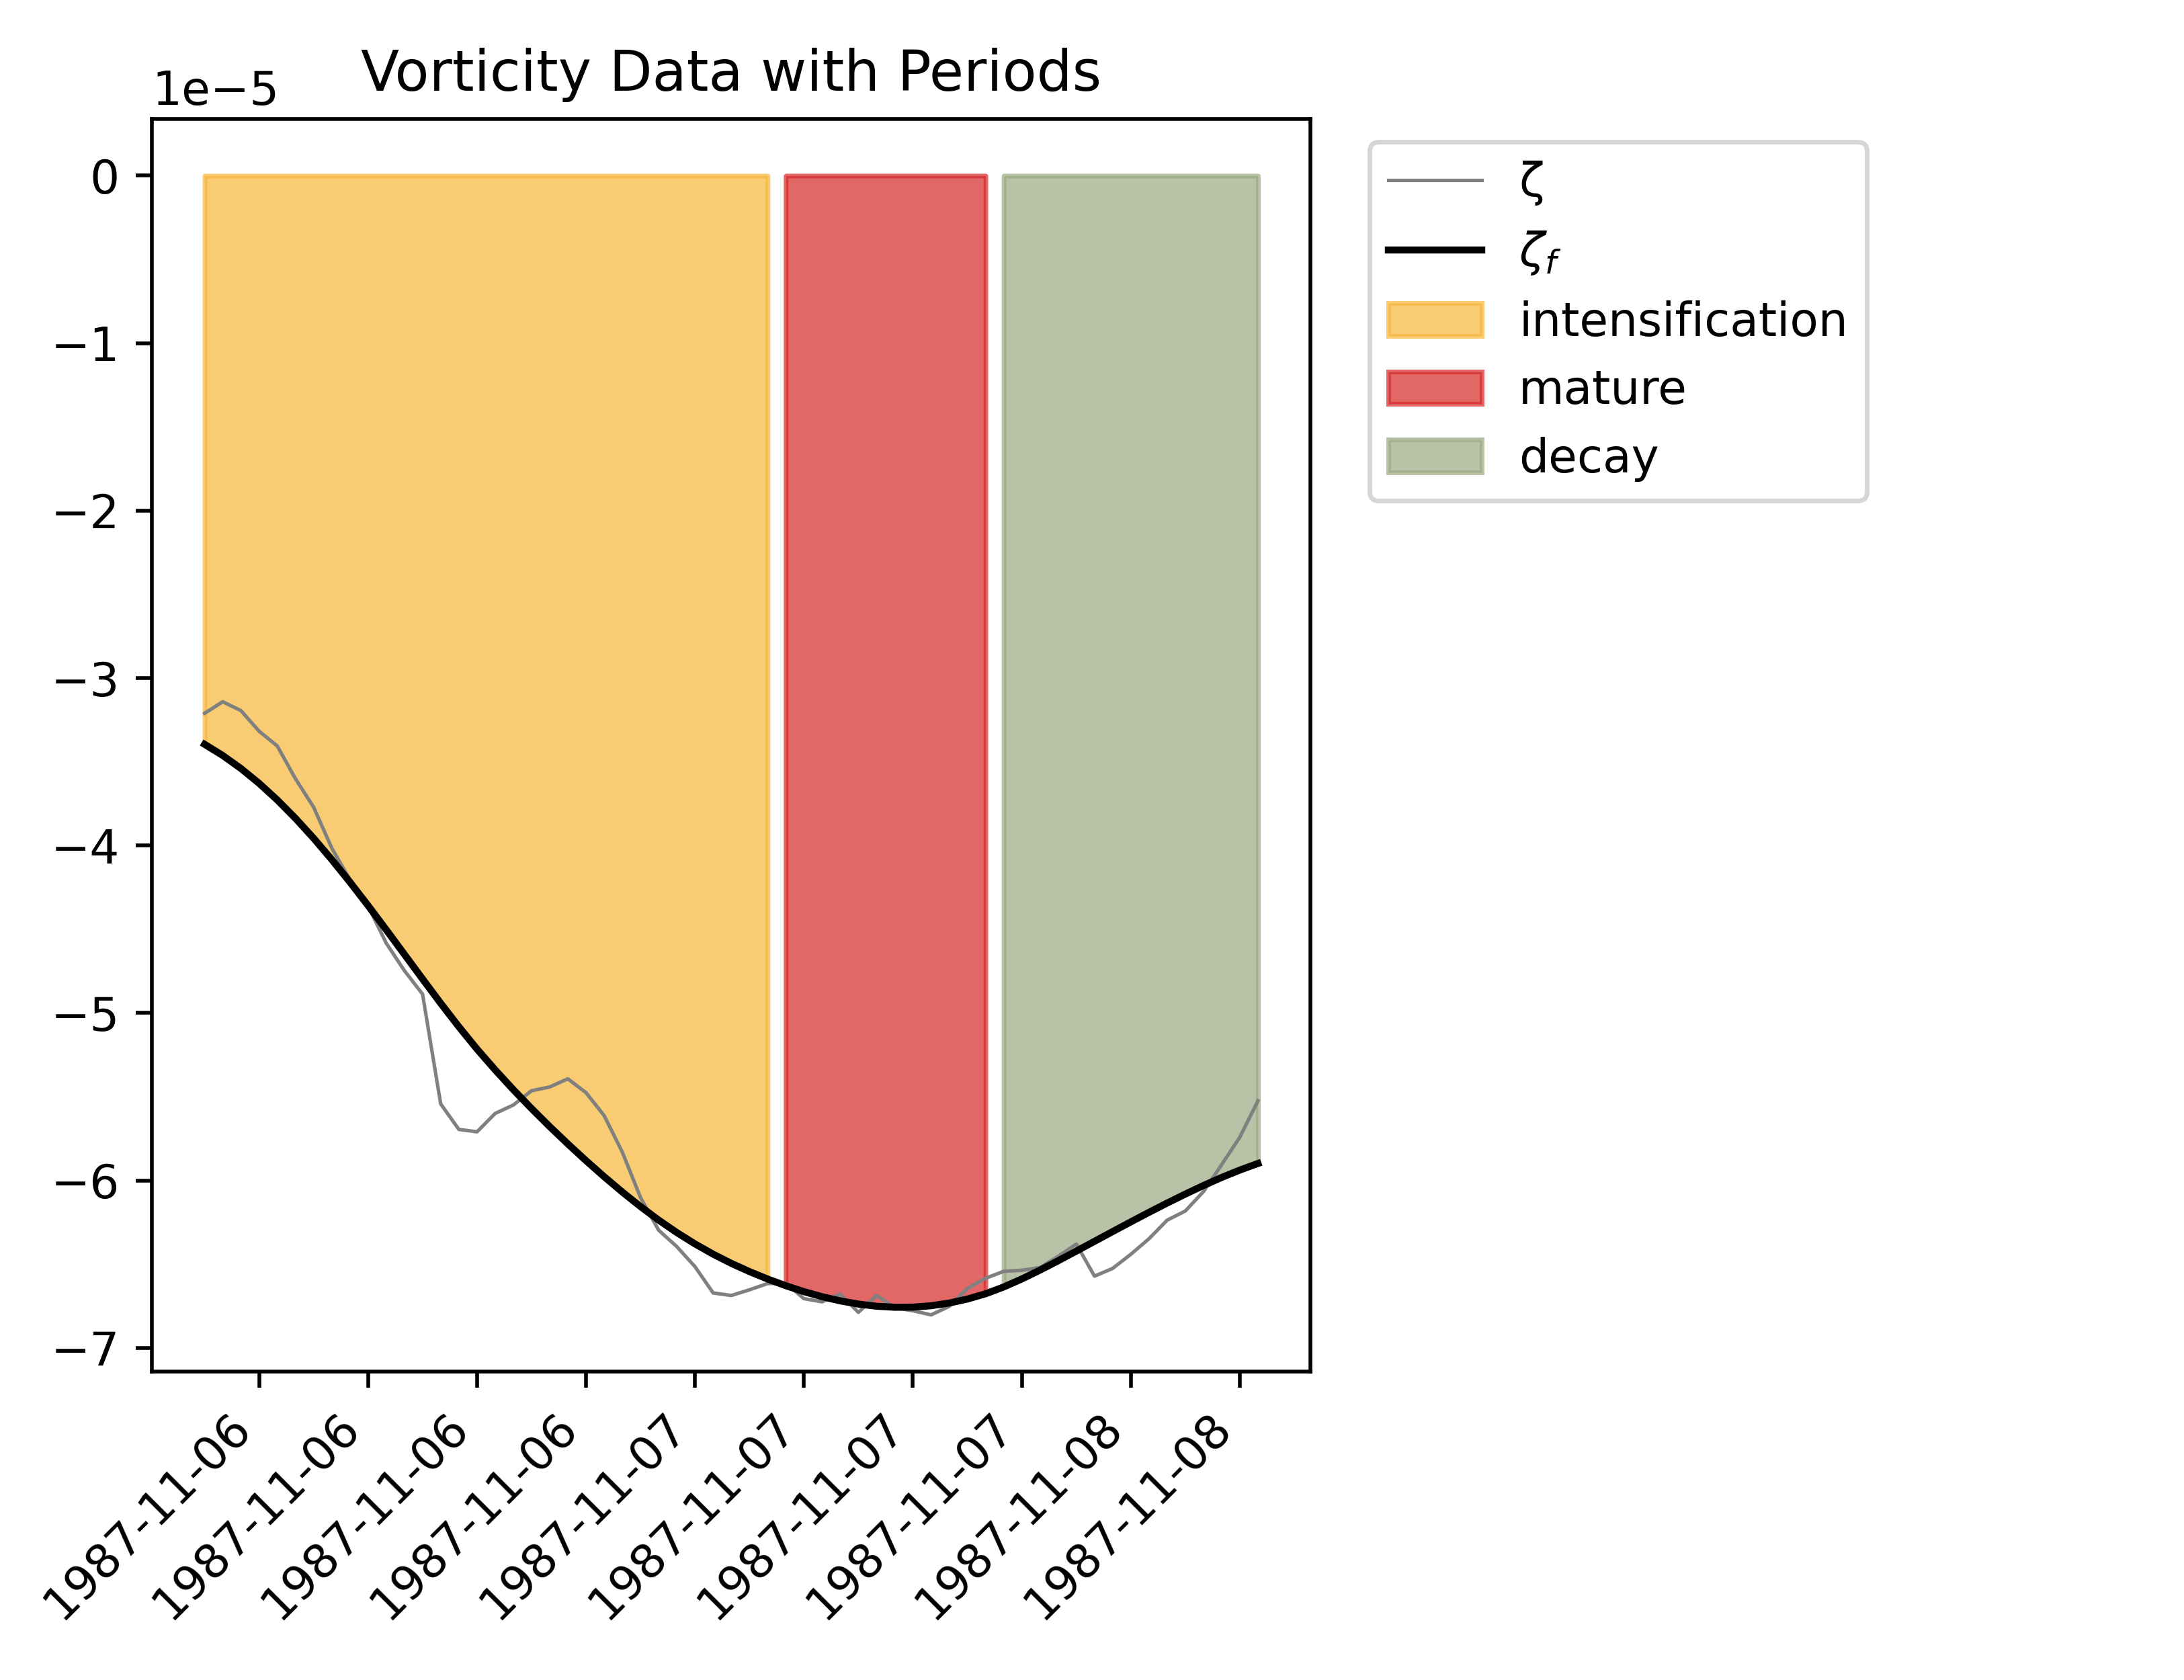 Vorticity Data with Periods
1e−5
0
−1
−2
−3
−4
−5
−6
−7
1987-11-06
1987-11-06
1987-11-06
1987-11-06
1987-11-07
1987-11-07
1987-11-07
1987-11-07
1987-11-08
1987-11-08
ζ
ζf
intensification
mature
decay